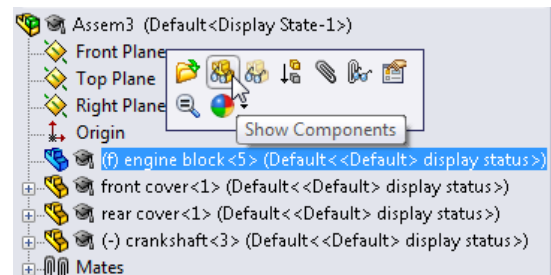 Assem3 (Default<Display State-1>)
Front Plane
Top Plane
Right Plane
Show Components
Origin
(f) engine block<5> (Default<<Default> display status>)
front cover<1> (Default<<Default> display status>)
rear cover<1> (Default<<Default> display status>)
(-) crankshaft<3> (Default<<Default> display status>)
Mates